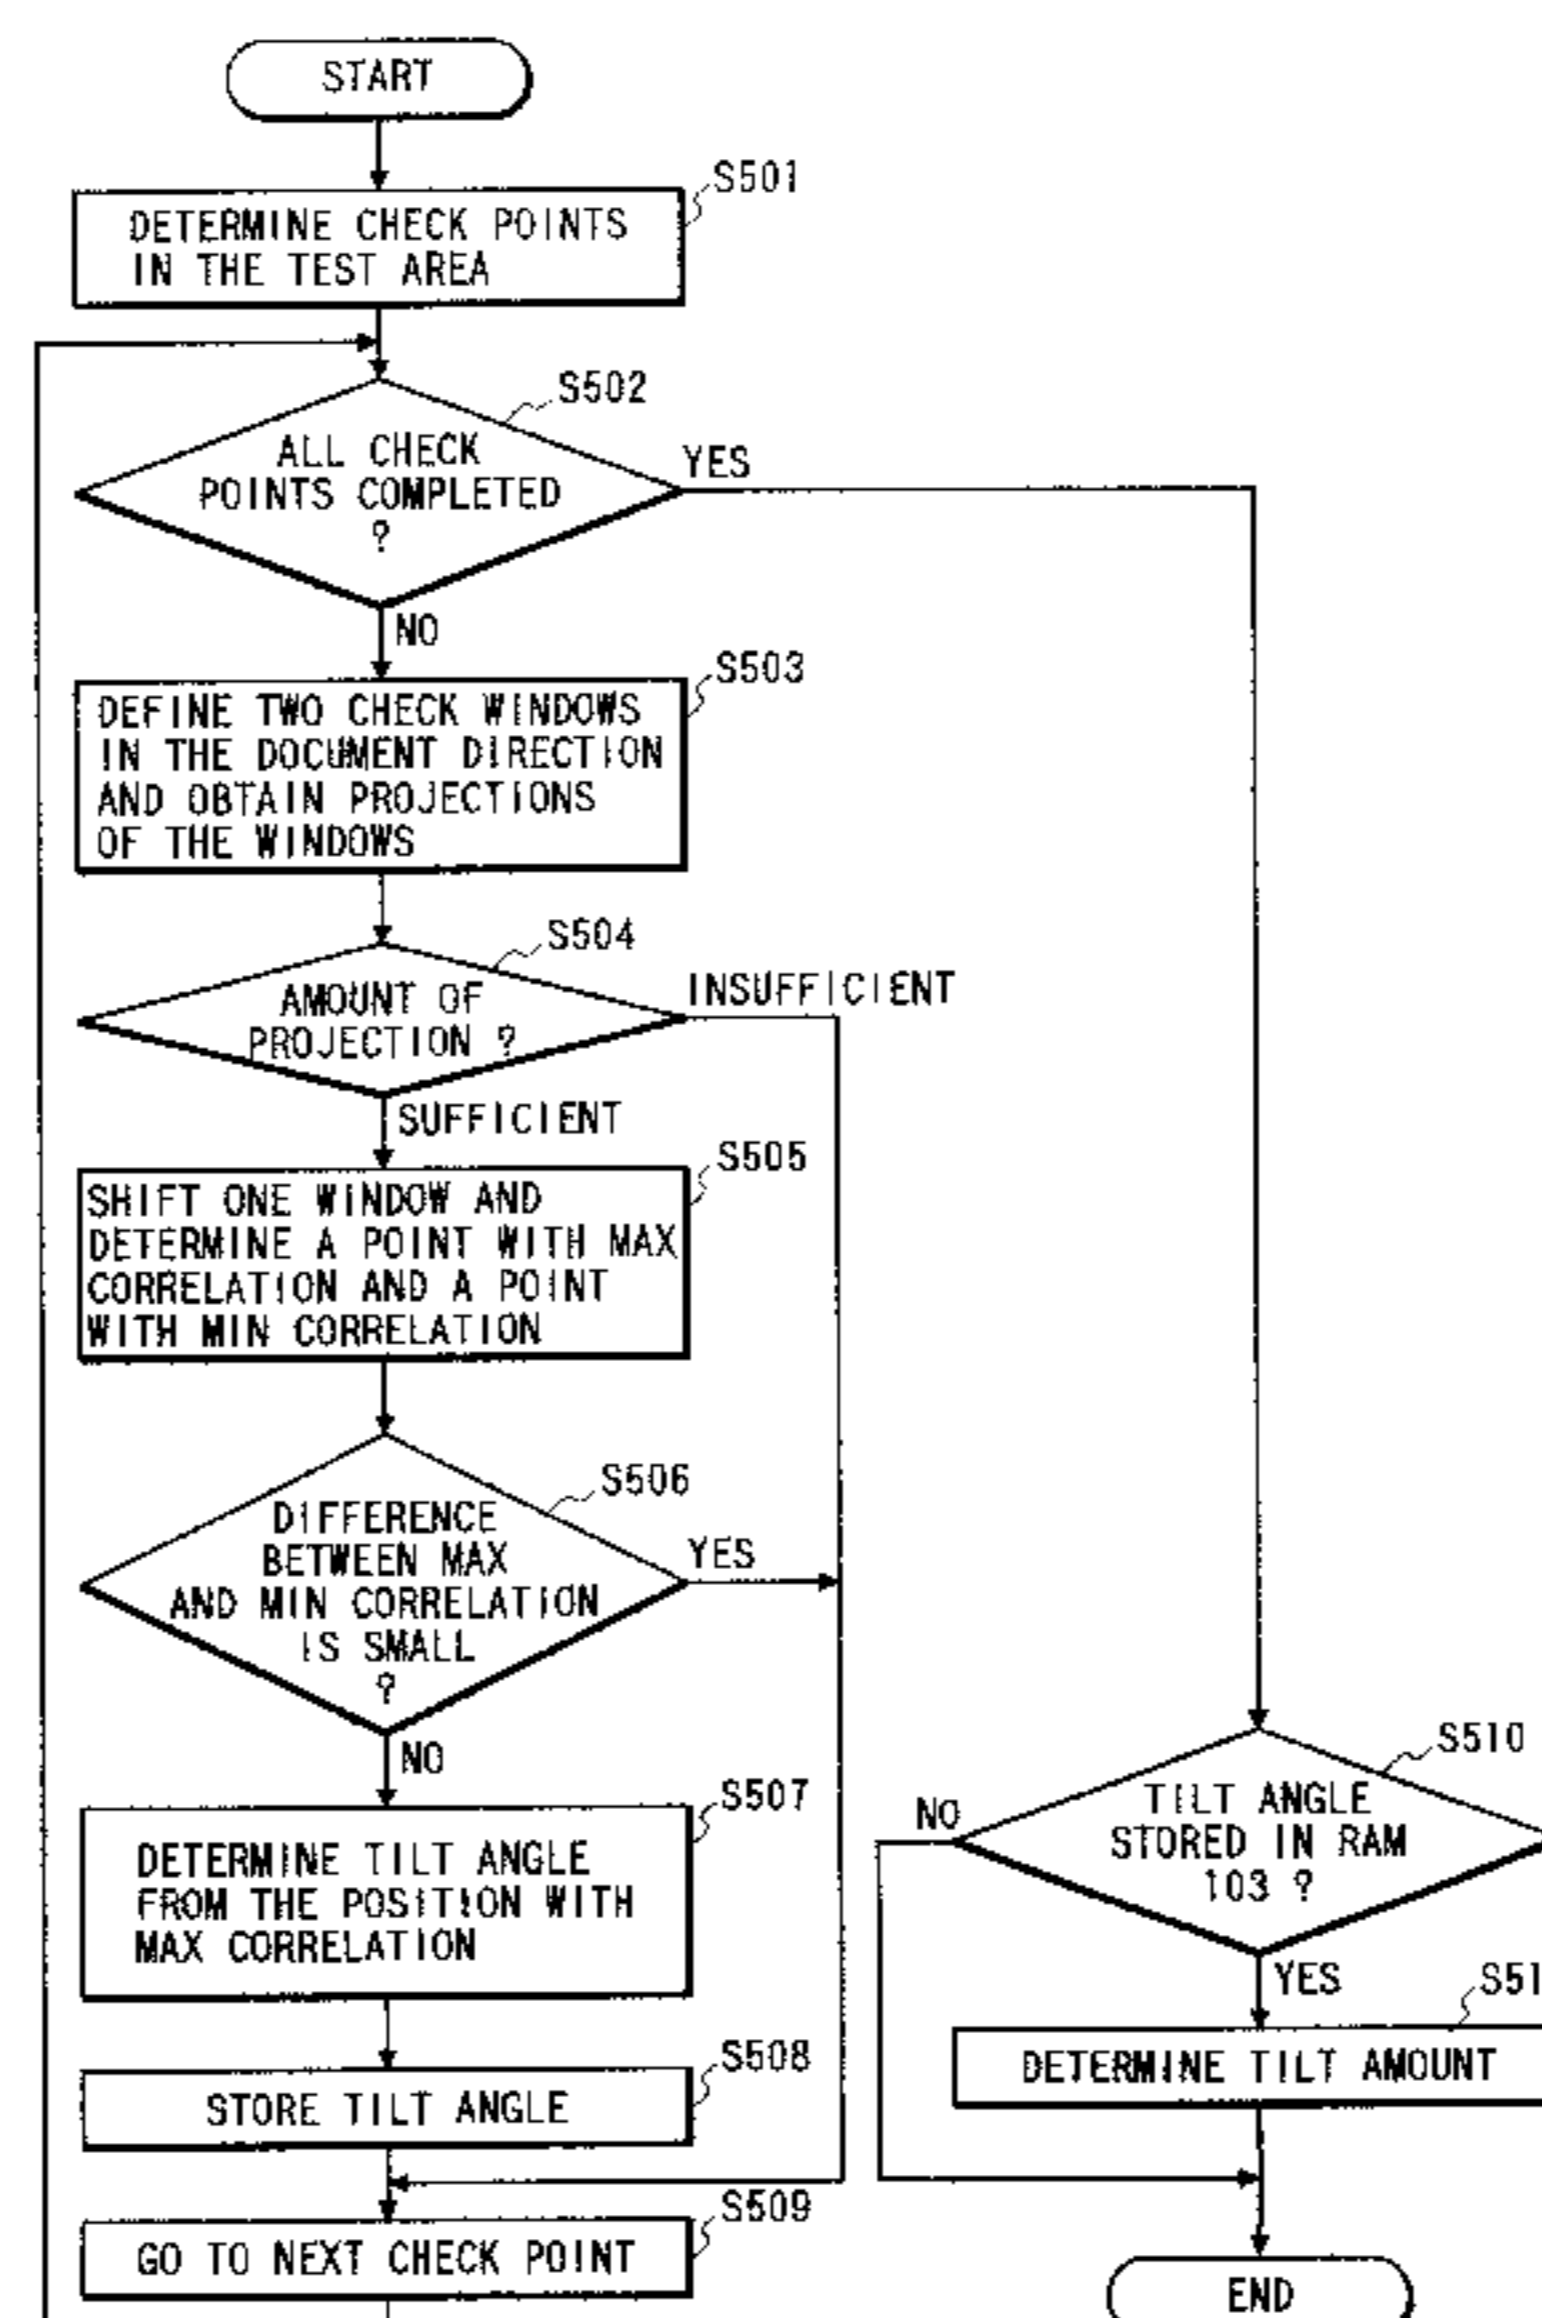 START
S501
DETERMINE CHECK POINTS
IN THE TEST AREA
S502
ALL CHECK
POINTS COMPLETED
?
YES
NO
S503
DEFINE TWO CHECK WINDOWS
IN THE DOCUMENT DIRECTION
AND OBTAIN PROJECTIONS
OF THE WINDOWS
S504
AMOUNT OF
PROJECTION ?
INSUFFICIENT
SUFFICIENT
S505
SHIFT ONE WINDOW AND
DETERMINE A POINT WITH MAX
CORRELATION AND A POINT
WITH MIN CORRELATION
S506
DIFFERENCE
BETWEEN MAX
AND MIN CORRELATION
IS SMALL
?
YES
NO
S507
DETERMINE TILT ANGLE
FROM THE POSITION WITH
MAX CORRELATION
S508
STORE TILT ANGLE
S509
GO TO NEXT CHECK POINT
S510
TILT ANGLE
STORED IN RAM
103 ?
NO
YES
S51
DETERMINE TILT AMOUNT
END